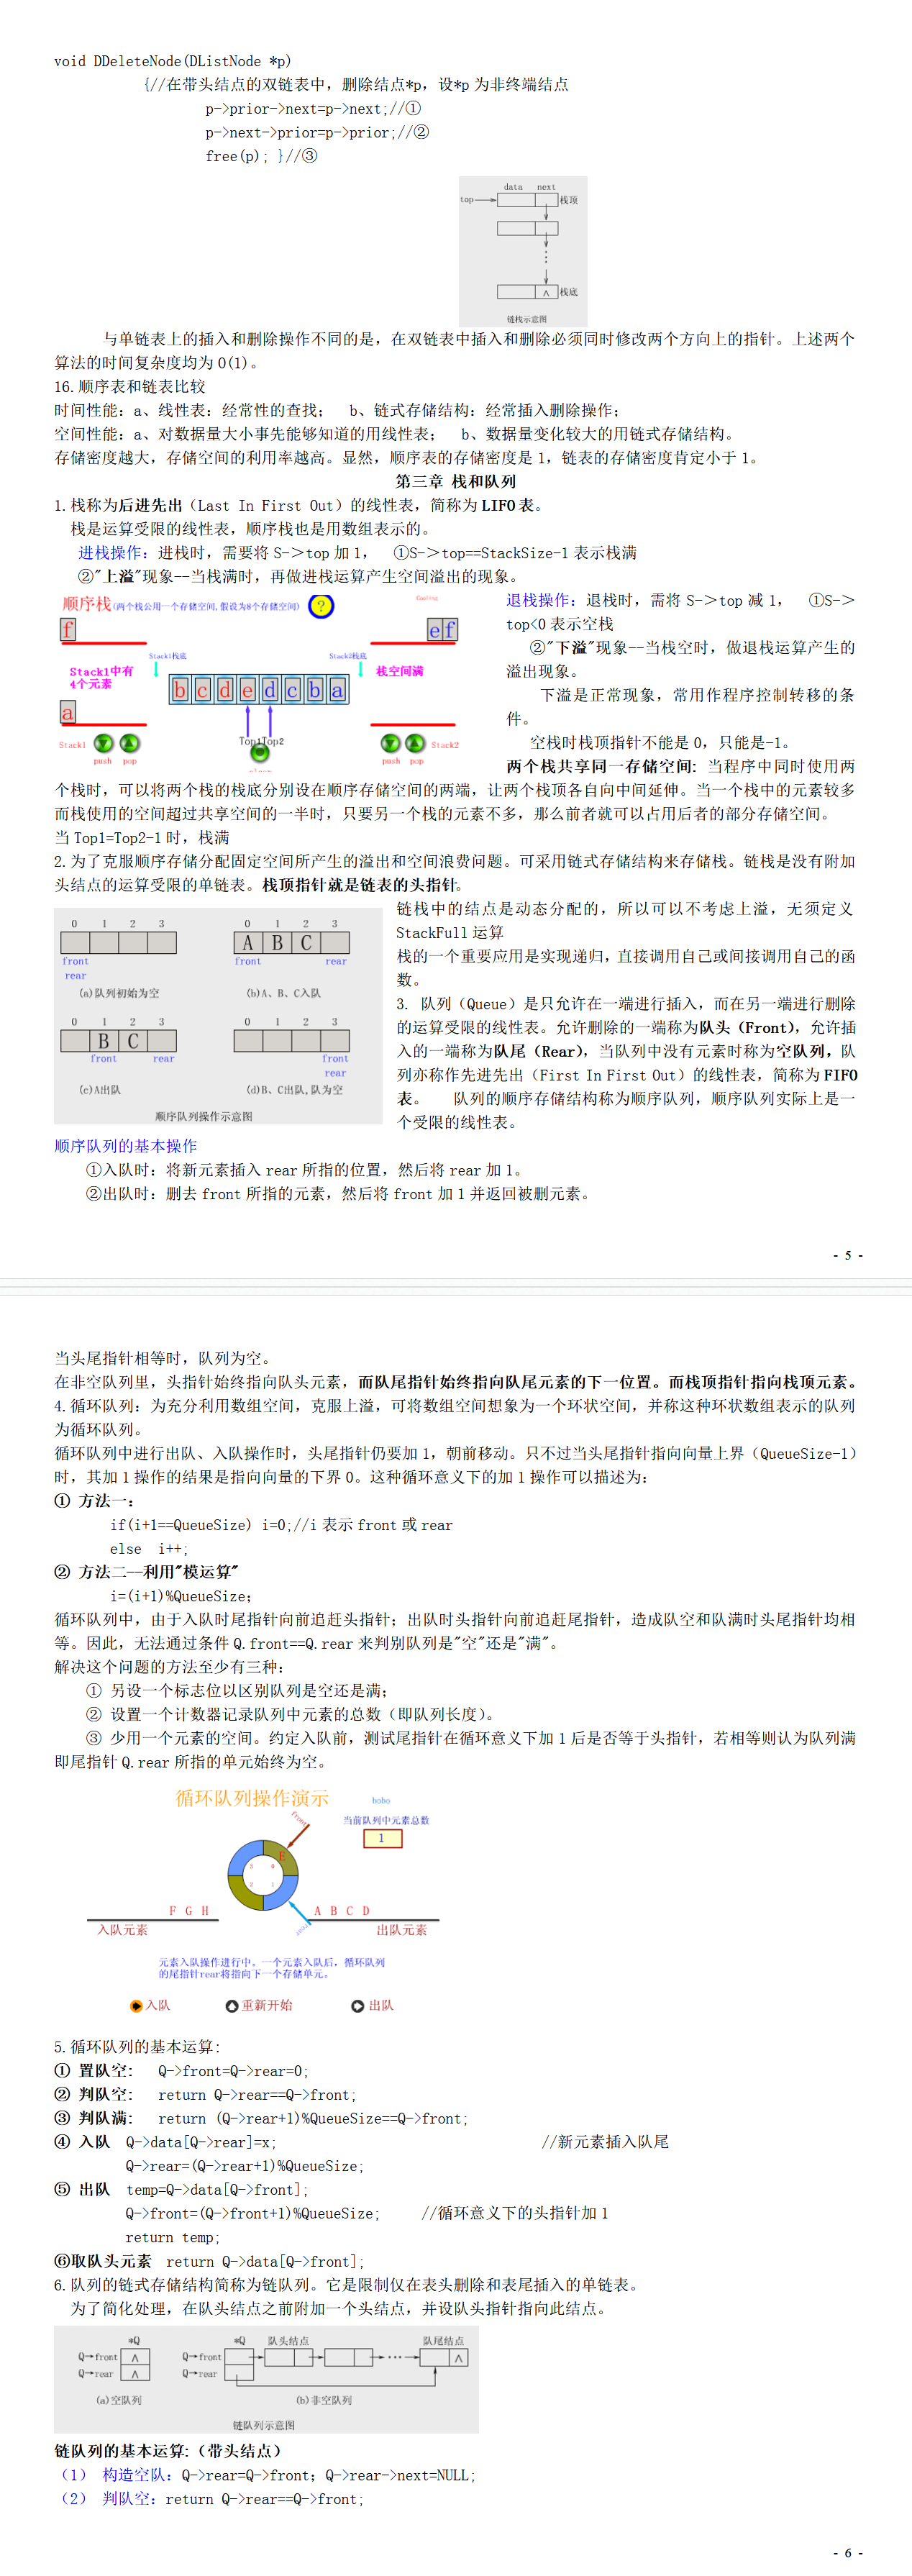 void DDeleteNode(DListNode *p)
{//在带头结点的双链表中，删除结点*p，设*p 为非终端结点
p->prior->next=p->next;//①
p->next->prior=p->prior;//②
free(p); }//③
data next
top
栈顶
∧ 栈底
链栈示意图
与单链表上的插入和删除操作不同的是，在双链表中插入和删除必须同时修改两个方向上的指针。上述两个
算法的时间复杂度均为 O(1)。
16.顺序表和链表比较
时间性能：a、线性表：经常性的查找； b、链式存储结构：经常插入删除操作；
空间性能：a、对数据量大小事先能够知道的用线性表； b、数据量变化较大的用链式存储结构。
存储密度越大，存储空间的利用率越高。显然，顺序表的存储密度是 1，链表的存储密度肯定小于 1。
第三章 栈和队列
1.栈称为后进先出（Last In First Out）的线性表，简称为 LIFO 表。
栈是运算受限的线性表，顺序栈也是用数组表示的。
进栈操作：进栈时，需要将 S->top 加 1， ①S->top==StackSize-1 表示栈满
②"上溢"现象--当栈满时，再做进栈运算产生空间溢出的现象。
顺序栈(两个栈公用一个存储空间,假设为8个存储空间) ?
f
e f
Stack1栈底
Stack2栈底
Stack1中有
4个元素
栈空间满
b c d e d c b a
a
Top1 Top2
Stack1
push pop
push pop
Stack2
退栈操作：退栈时，需将 S->top 减 1， ①S->
top<0 表示空栈
②"下溢"现象--当栈空时，做退栈运算产生的
溢出现象。
下溢是正常现象，常用作程序控制转移的条
件。
空栈时栈顶指针不能是 0，只能是-1。
两个栈共享同一存储空间：当程序中同时使用两
个栈时，可以将两个栈的栈底分别设在顺序存储空间的两端，让两个栈顶各自向中间延伸。当一个栈中的元素较多
而栈使用的空间超过共享空间的一半时，只要另一个栈的元素不多，那么前者就可以占用后者的部分存储空间。
当 Top1=Top2-1 时，栈满
2.为了克服顺序存储分配固定空间所产生的溢出和空间浪费问题。可采用链式存储结构来存储栈。链栈是没有附加
头结点的运算受限的单链表。栈顶指针就是链表的头指针。
0 1 2 3
front
rear
(a)队列初始为空
0 1 2 3
A B C
front rear
(b)A、B、C入队
0 1 2 3
B C
front rear
(c)A出队
0 1 2 3
front
rear
(d)B、C出队,队为空
顺序队列操作示意图
链栈中的结点是动态分配的，所以可以不考虑上溢，无须定义
StackFull 运算
栈的一个重要应用是实现递归，直接调用自己或间接调用自己的函
数。
3. 队列（Queue）是只允许在一端进行插入，而在另一端进行删除
的运算受限的线性表。允许删除的一端称为队头（Front），允许插
入的一端称为队尾（Rear），当队列中没有元素时称为空队列，队
列亦称作先进先出（First In First Out）的线性表，简称为 FIFO
表。 队列的顺序存储结构称为顺序队列，顺序队列实际上是一
个受限的线性表。
顺序队列的基本操作
①入队时：将新元素插入 rear 所指的位置，然后将 rear 加 1。
②出队时：删去 front 所指的元素，然后将 front 加 1 并返回被删元素。
- 5 -
当头尾指针相等时，队列为空。
在非空队列里，头指针始终指向队头元素，而队尾指针始终指向队尾元素的下一位置。而栈顶指针指向栈顶元素。
4.循环队列：为充分利用数组空间，克服上溢，可将数组空间想象为一个环状空间，并称这种环状数组表示的队列
为循环队列。
循环队列中进行出队、入队操作时，头尾指针仍要加 1，朝前移动。只不过当头尾指针指向向量上界（QueueSize-1）
时，其加 1 操作的结果是指向向量的下界 0。这种循环意义下的加 1 操作可以描述为：
① 方法一：
if(i+1==QueueSize) i=0;//i 表示 front 或 rear
else i++;
② 方法二--利用"模运算"
i=(i+1)%QueueSize;
循环队列中，由于入队时尾指针向前追赶头指针；出队时头指针向前追赶尾指针，造成队空和队满时头尾指针均相
等。因此，无法通过条件 Q.front==Q.rear 来判别队列是"空"还是"满"。
解决这个问题的方法至少有三种：
① 另设一个标志位以区别队列是空还是满；
② 设置一个计数器记录队列中元素的总数（即队列长度）。
③ 少用一个元素的空间。约定入队前，测试尾指针在循环意义下加 1 后是否等于头指针，若相等则认为队列满
即尾指针 Q.rear 所指的单元始终为空。
循环队列操作演示
bobo
当前队列中元素总数
1
front
E
3 0
2 1
rear
F G H
A B C D
入队元素
出队元素
元素入队操作进行中。一个元素入队后，循环队列
的尾指针rear将指向下一个存储单元。
入队 重新开始 出队
5.循环队列的基本运算：
① 置队空： Q->front=Q->rear=0;
② 判队空： return Q->rear==Q->front;
③ 判队满： return (Q->rear+1)%QueueSize==Q->front;
④ 入队 Q->data[Q->rear]=x; //新元素插入队尾
Q->rear=(Q->rear+1)%QueueSize;
⑤ 出队 temp=Q->data[Q->front];
Q->front=(Q->front+1)%QueueSize; //循环意义下的头指针加 1
return temp;
⑥取队头元素 return Q->data[Q->front];
6.队列的链式存储结构简称为链队列。它是限制仅在表头删除和表尾插入的单链表。
为了简化处理，在队头结点之前附加一个头结点，并设队头指针指向此结点。
*Q
Q→front ∧
Q→rear ∧
(a)空队列
*Q 队头结点 队尾结点
Q→front ∧
Q→rear
(b)非空队列
链队列示意图
链队列的基本运算:（带头结点）
（1） 构造空队：Q->rear=Q->front；Q->rear->next=NULL;
（2） 判队空：return Q->rear==Q->front;
- 6 -